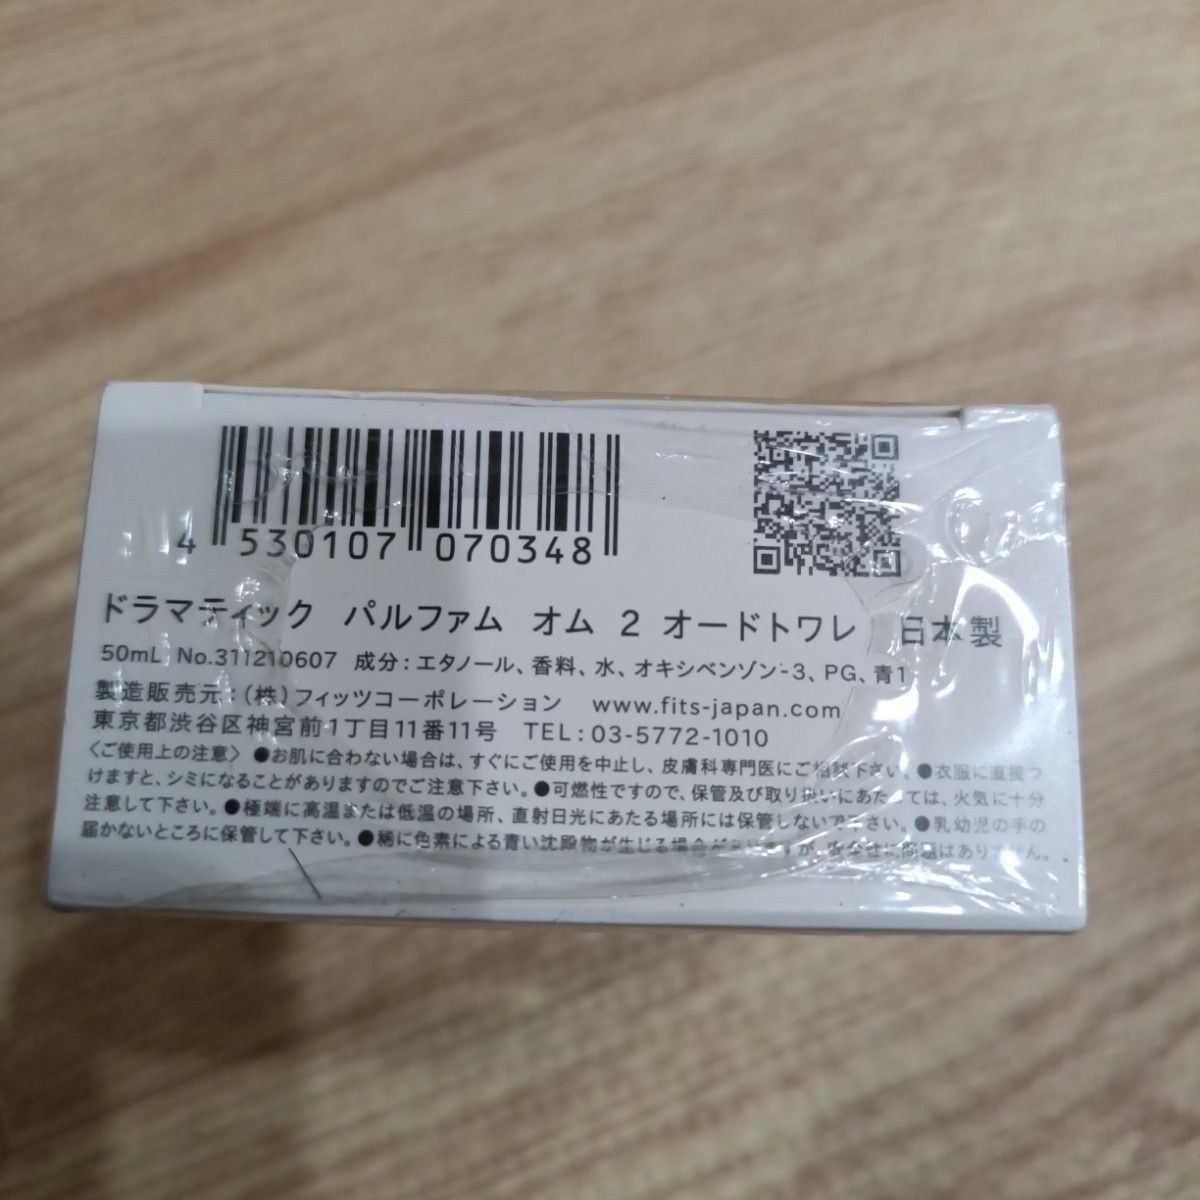 4 530107 070348
ドラマティック パルファム オム 2 オードトワレ 日本製
50mL No.311210607 成分:エタノール、香料、水、オキシベンゾン-3、PG、青1
製造販売元:(株)フィッツコーポレーション www.fits-japan.com
東京都渋谷区神宮前1丁目11番11号 TEL:03-5772-1010
〈ご使用上の注意〉 ●お肌に合わない場合は、すぐにご使用を中止し、皮膚科専門医にご相談下さい。●衣服に直接つ
けますと、シミになることがありますのでご注意下さい。●可燃性ですので、保管及び取り扱いにあたっては、火気に十分
注意して下さい。●極端に高温または低温の場所、直射日光にあたる場所には保管しないで下さい。●乳幼児の手の
届かないところに保管して下さい。●稀に色素による青い沈殿物が生じる場合がありますが、安全性に問題はありません。